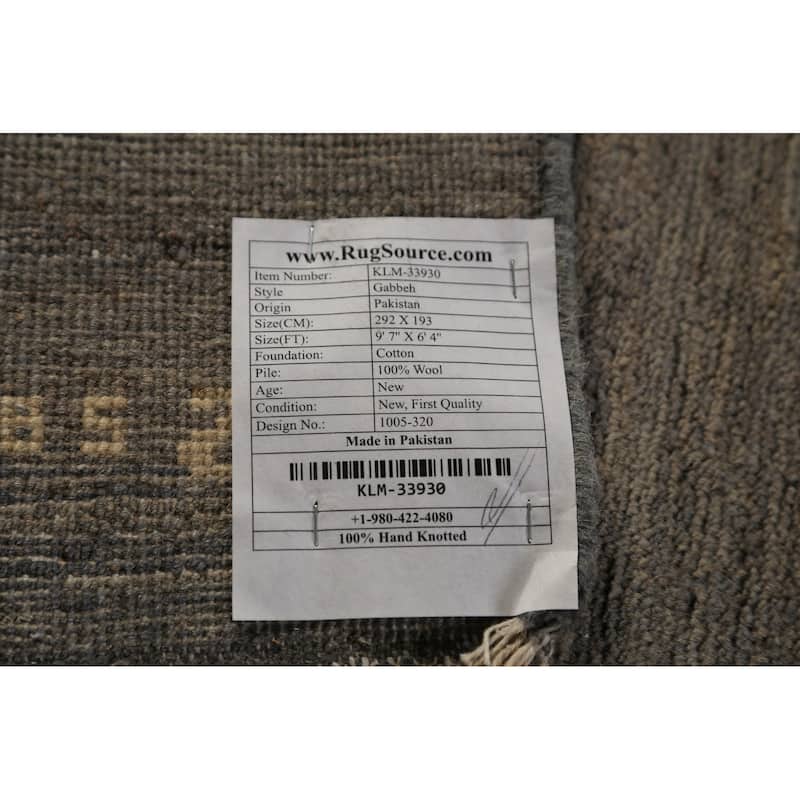 www.RugSource.com
Item Number: KLM-33930
Style Gabbeh
Origin Pakistan
Size(CM): 292 X 193
Size(FT): 9' 7" X 6' 4"
Foundation: Cotton
Pile: 100% Wool
Age: New
Condition: New, First Quality
Design No.: 1005-320
Made in Pakistan
KLM-33930
+1-980-422-4080
100% Hand Knotted